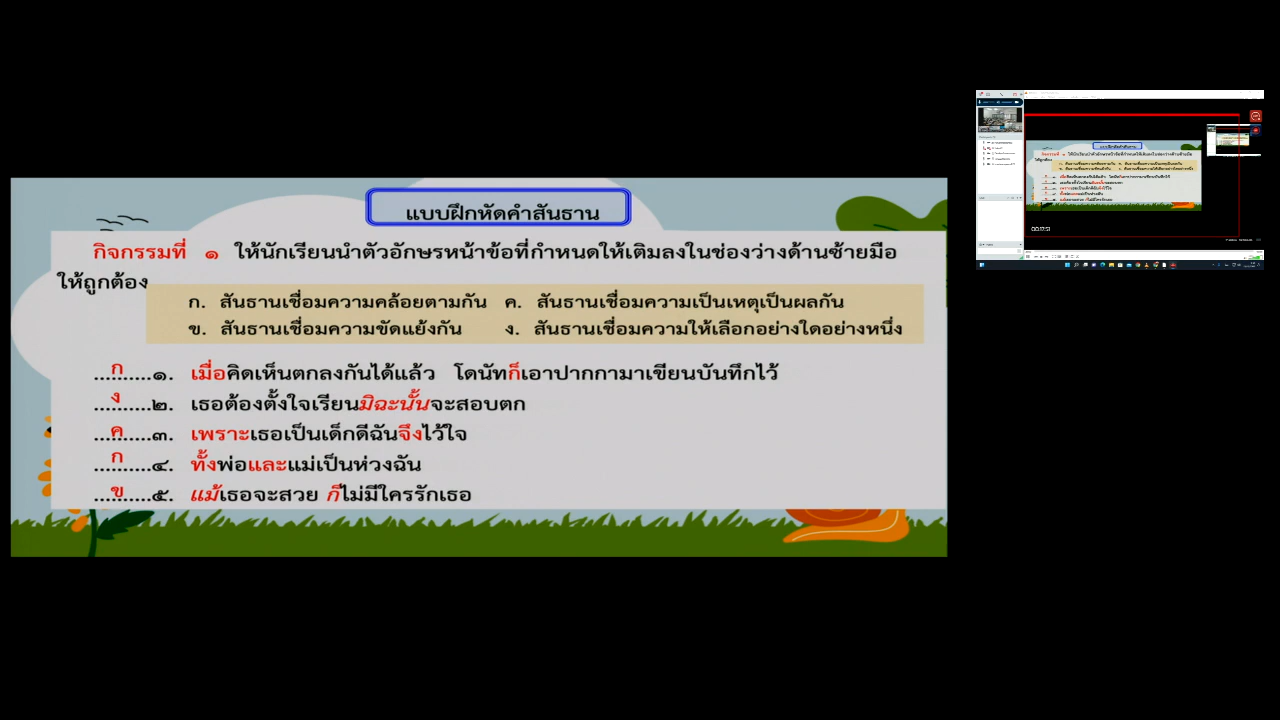 แบบฝึกหัดคำสันธาน
กิจกรรมที่ ๑ ให้นักเรียนนำตัวอักษรหน้าข้อที่กำหนดให้เติมลงในช่องว่างด้านซ้ายมือ
ให้ถูกต้อง
ก. สันธานเชื่อมความคล้อยตามกัน ค. สันธานเชื่อมความเป็นเหตุเป็นผลกัน
ข. สันธานเชื่อมความขัดแย้งกัน ง. สันธานเชื่อมความให้เลือกอย่างใดอย่างหนึ่ง
....ก.....๑. เมื่อคิดเห็นตกลงกันได้แล้ว โดนัทก็เอาปากกามาเขียนบันทึกไว้
....ง.....๒. เธอต้องตั้งใจเรียนมิฉะนั้นจะสอบตก
....ค.....๓. เพราะเธอเป็นเด็กดีฉันจึงไว้ใจ
....ก.....๔. ทั้งพ่อและแม่เป็นห่วงฉัน
....ข.....๕. แม้เธอจะสวย ก็ไม่มีใครรักเธอ
00:17:51